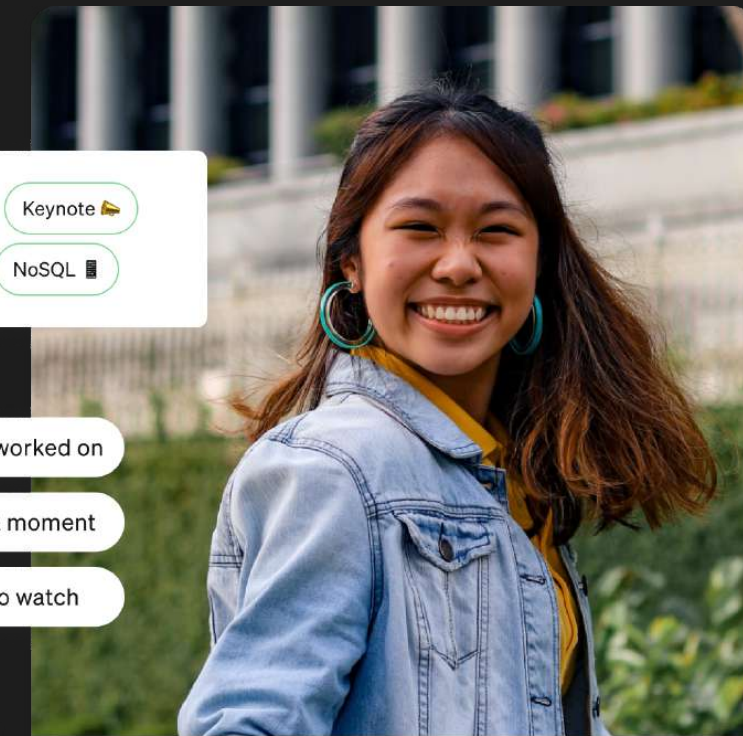 Keynote 📣
NoSQL 🖥
worked on
moment
o watch